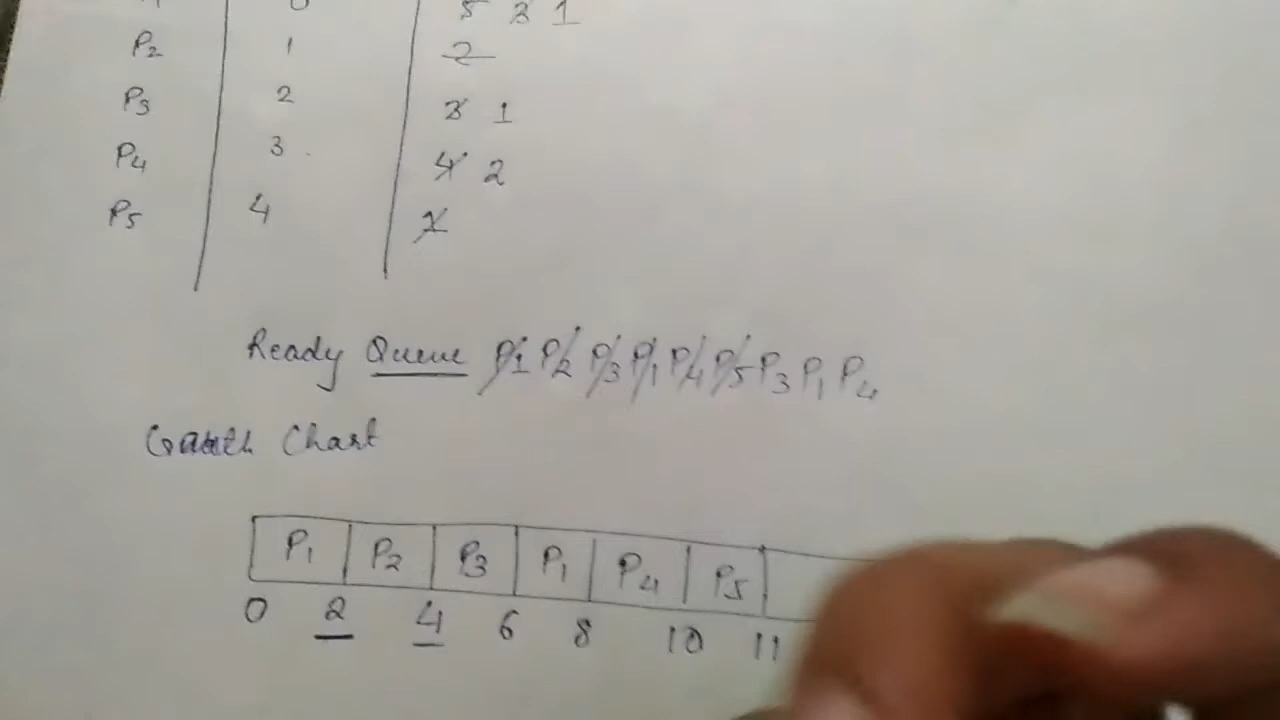 0 5 3 1
P2 1 2
P3 2 3 1
P4 3 4 2
P5 4 1
Ready Queue P1 P2 P3 P1 P4 P5 P3 P1 P4
Chart
P1 P2 P3 P1 P4 P5
0 2 4 6 8 10 11